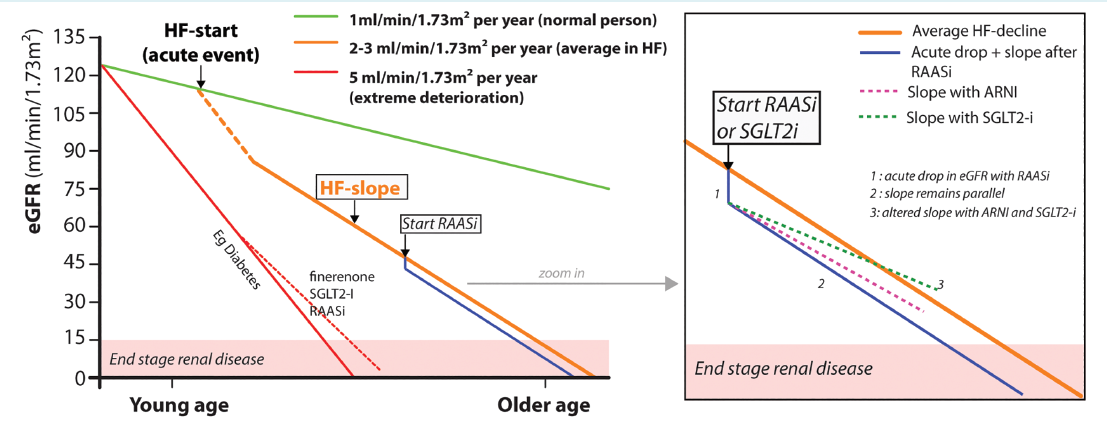 1ml/min/1.73m² per year (normal person)
2-3 ml/min/1.73m² per year (average in HF)
5 ml/min/1.73m² per year
(extreme deterioration)
HF-start
(acute event)
eGFR (ml/min/1.73m²)
135
120
105
90
75
60
45
30
15
0
HF-slope
Start RAASi
Eg Diabetes
finerenone
SGLT2-I
RAASi
End stage renal disease
Young age
Older age
zoom in
Average HF-decline
Acute drop + slope after
RAASi
Slope with ARNI
Slope with SGLT2-i
Start RAASi
or SGLT2i
1 : acute drop in eGFR with RAASi
2 : slope remains parallel
3: altered slope with ARNI and SGLT2-i
1
2
3
End stage renal disease